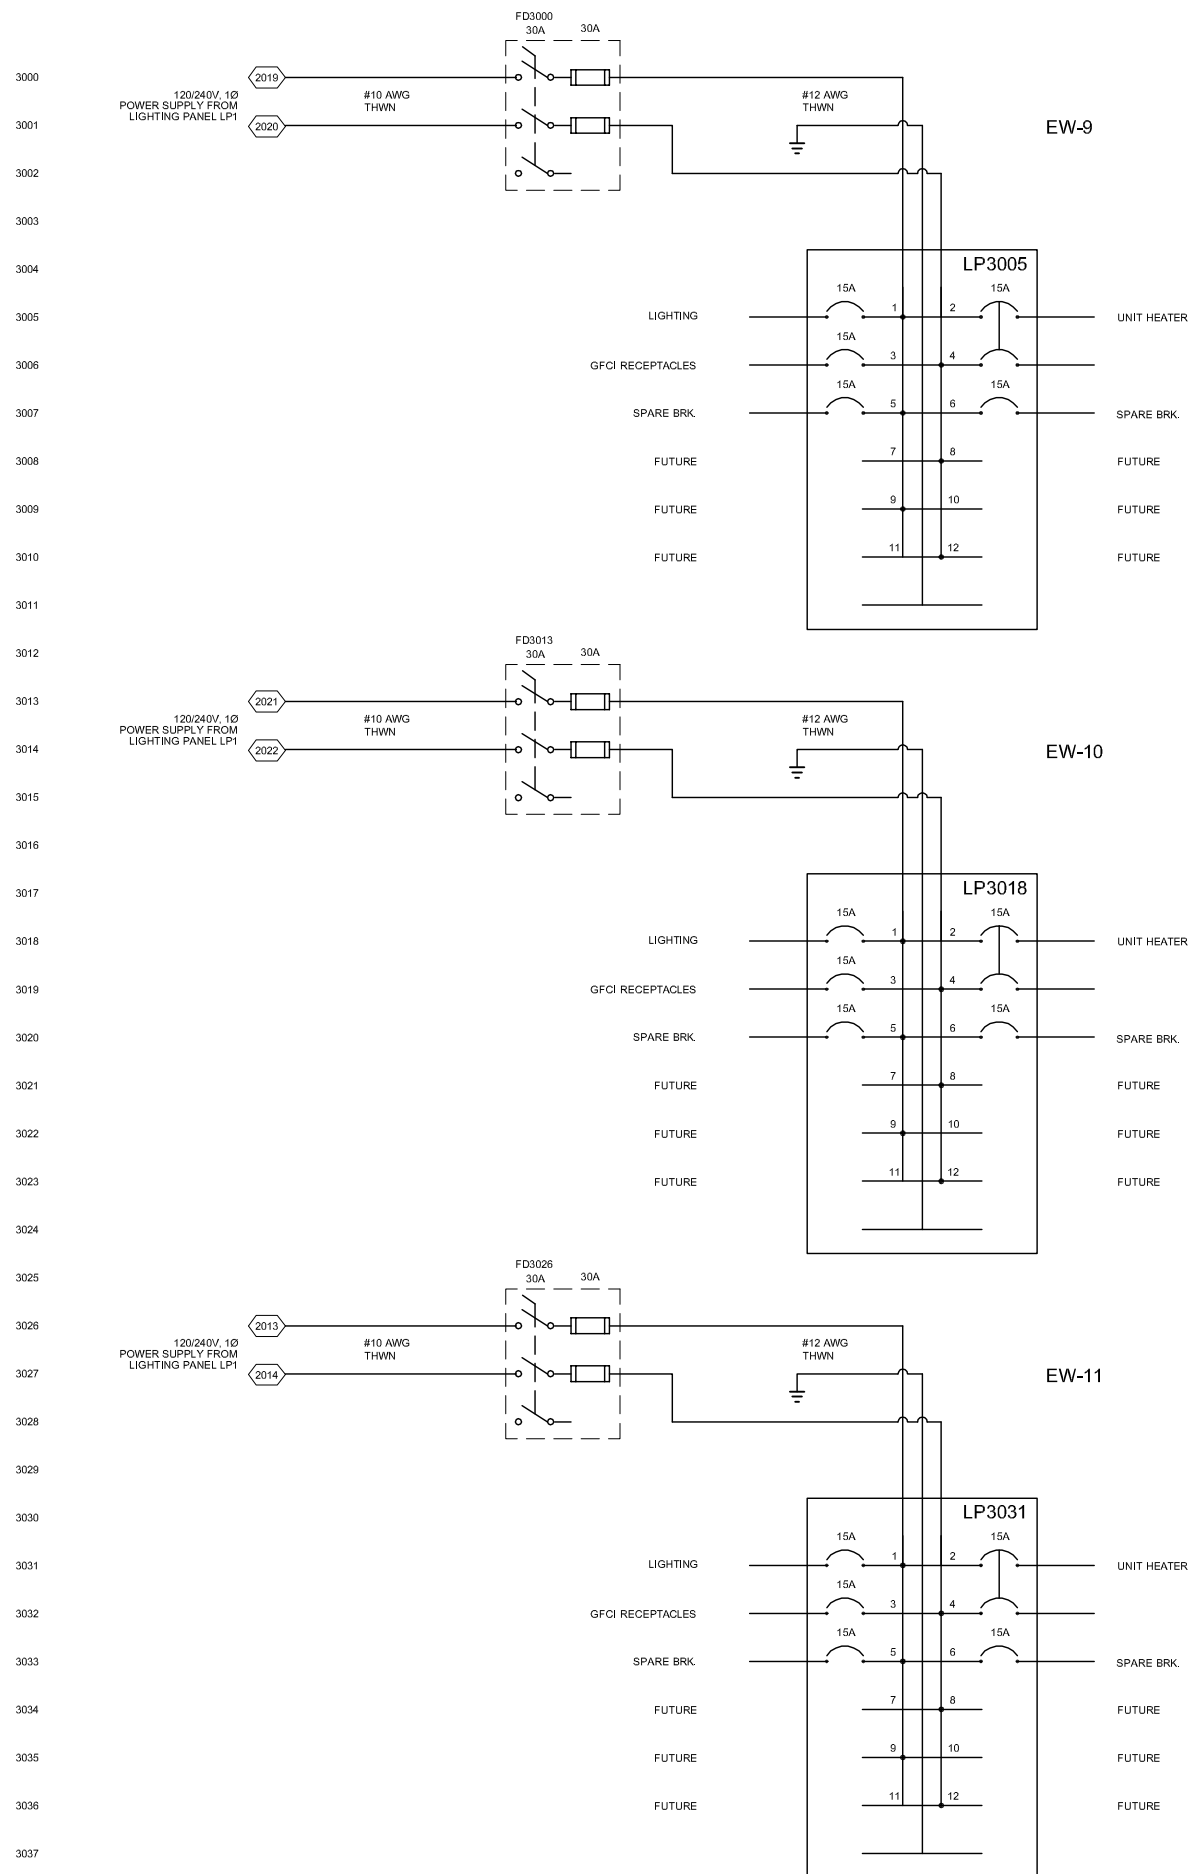 FD3000
30A 30A
3000 2019
120/240V, 1Ø #10 AWG #12 AWG
POWER SUPPLY FROM THWN THWN
LIGHTING PANEL LP1
3001 2020 EW-9
3002
3003
3004 LP3005
15A 15A
3005 LIGHTING 1 2 UNIT HEATER
15A
3006 GFCI RECEPTACLES 3 4
15A 15A
3007 SPARE BRK. 5 6 SPARE BRK.
3008 FUTURE 7 8 FUTURE
3009 FUTURE 9 10 FUTURE
3010 FUTURE 11 12 FUTURE
3011
FD3013
3012
30A 30A
3013 2021
120/240V, 1Ø #10 AWG #12 AWG
POWER SUPPLY FROM THWN THWN
LIGHTING PANEL LP1
3014 2022 EW-10
3015
3016
3017 LP3018
15A 15A
3018 LIGHTING 1 2 UNIT HEATER
15A
3019 GFCI RECEPTACLES 3 4
15A 15A
3020 SPARE BRK. 5 6 SPARE BRK.
3021 FUTURE 7 8 FUTURE
3022 FUTURE 9 10 FUTURE
3023 FUTURE 11 12 FUTURE
3024
FD3026
3025 30A 30A
3026 2013
120/240V, 1Ø #10 AWG #12 AWG
POWER SUPPLY FROM THWN THWN
LIGHTING PANEL LP1
3027 2014 EW-11
3028
3029
3030 LP3031
15A 15A
3031 LIGHTING 1 2 UNIT HEATER
15A
3032 GFCI RECEPTACLES 3 4
15A 15A
3033 SPARE BRK. 5 6 SPARE BRK.
3034 FUTURE 7 8 FUTURE
3035 FUTURE 9 10 FUTURE
3036 FUTURE 11 12 FUTURE
3037